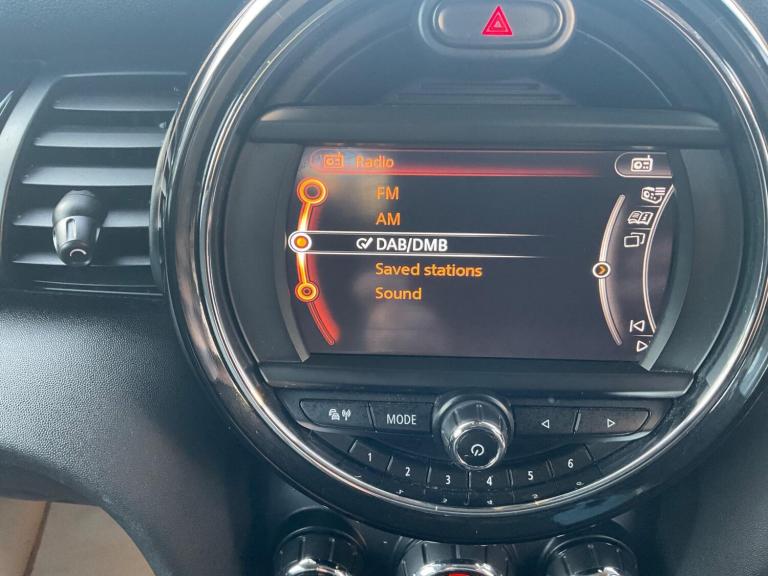 Radio
FM
AM
DAB/DMB
Saved stations
Sound
MODE
1 2 3 4 5 6